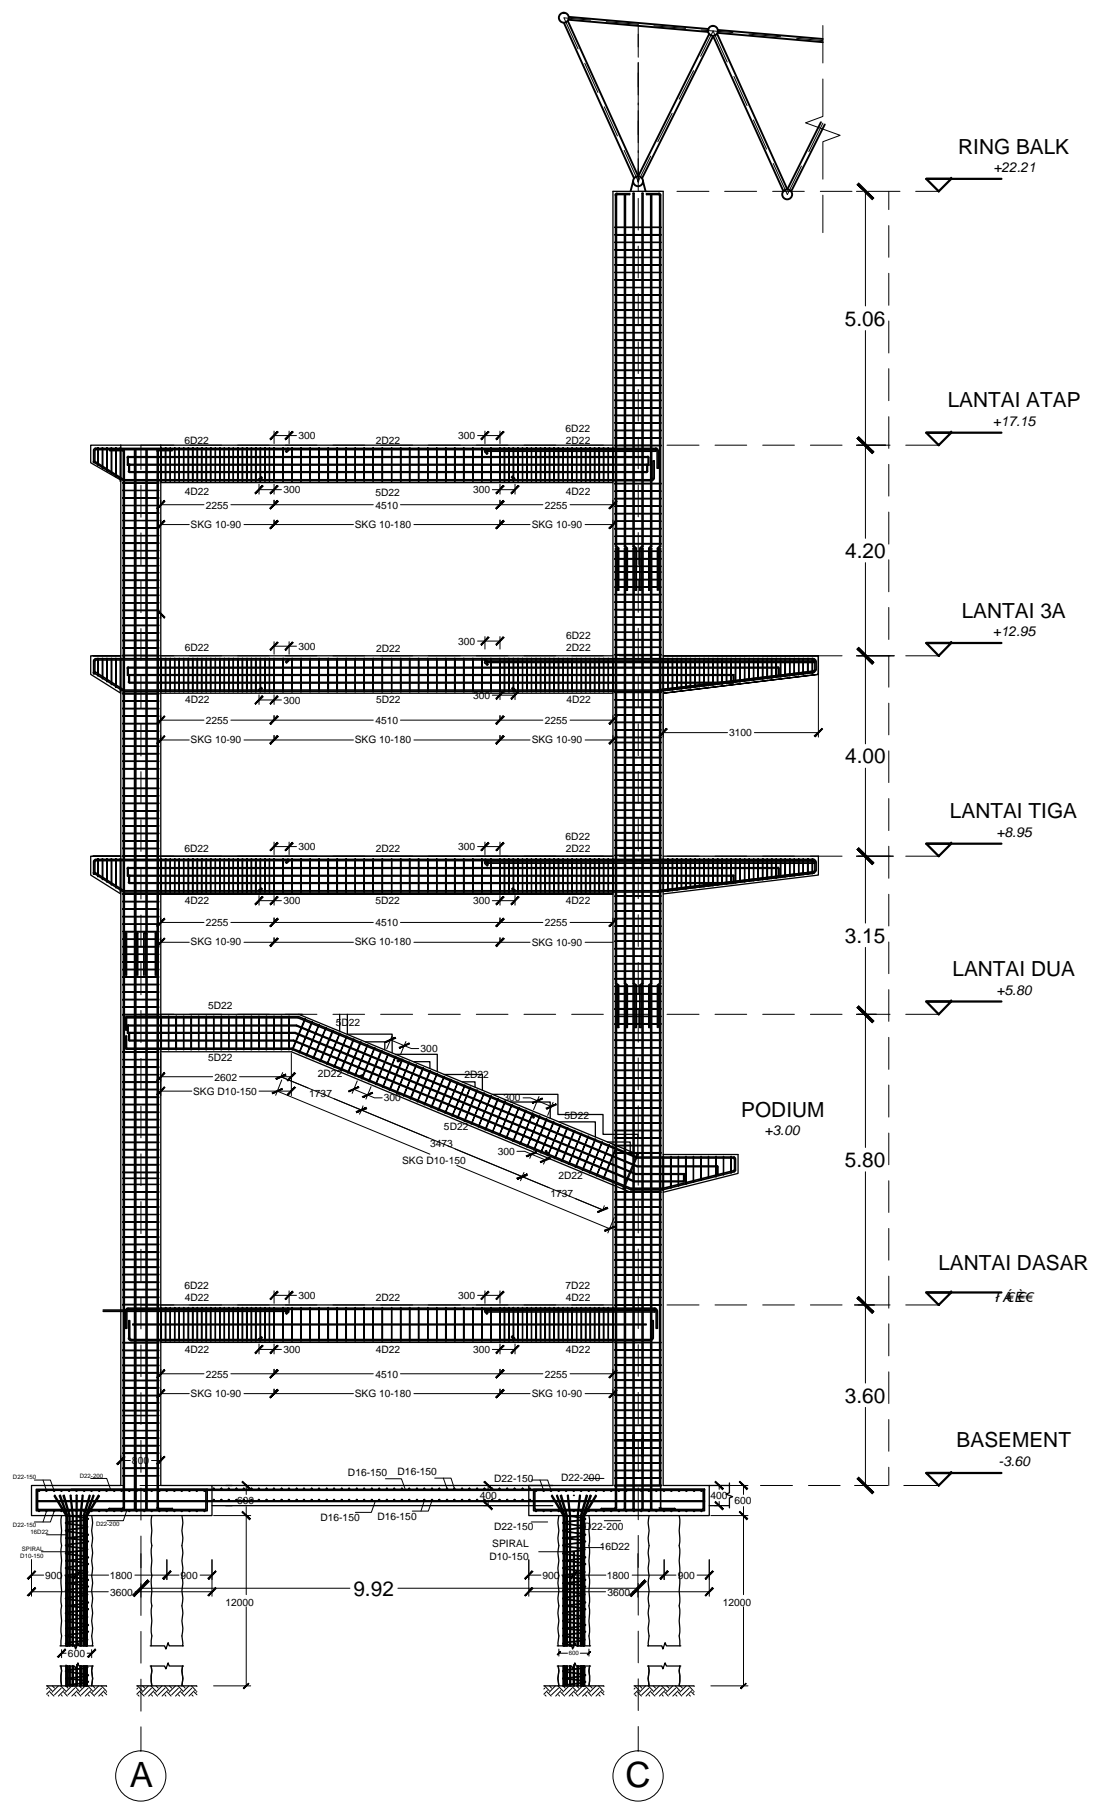 RING BALK
+22.21
5.06
LANTAI ATAP
+17.15
6D22
300
2D22
300
6D22
2D22
4D22
300
5D22
300
4D22
2255
4510
2255
SKG 10-90
SKG 10-180
SKG 10-90
4.20
LANTAI 3A
+12.95
6D22
300
2D22
300
6D22
2D22
4D22
300
5D22
300
4D22
2255
4510
2255
SKG 10-90
SKG 10-180
SKG 10-90
3100
4.00
LANTAI TIGA
+8.95
6D22
300
2D22
300
6D22
2D22
4D22
300
5D22
300
4D22
2255
4510
2255
SKG 10-90
SKG 10-180
SKG 10-90
3.15
LANTAI DUA
+5.80
5D22
5D22
300
5D22
2D22
2D22
2602
SKG D10-150
1737
300
300
5D22
5D22
3473
SKG D10-150
300
2D22
1737
PODIUM
+3.00
5.80
LANTAI DASAR
6D22
4D22
300
2D22
300
7D22
4D22
4D22
300
4D22
300
4D22
2255
4510
2255
SKG 10-90
SKG 10-180
SKG 10-90
3.60
BASEMENT
-3.60
800
D22-150
D22-200
D16-150
D16-150
D22-150
D22-200
600
400
400
600
D22-150
D22-200
D16-150
D16-150
D22-150
D22-200
16D22
SPIRAL
D10-150
SPIRAL
D10-150
16D22
900
1800
900
900
1800
900
3600
9.92
3600
12000
12000
600
600
A
C